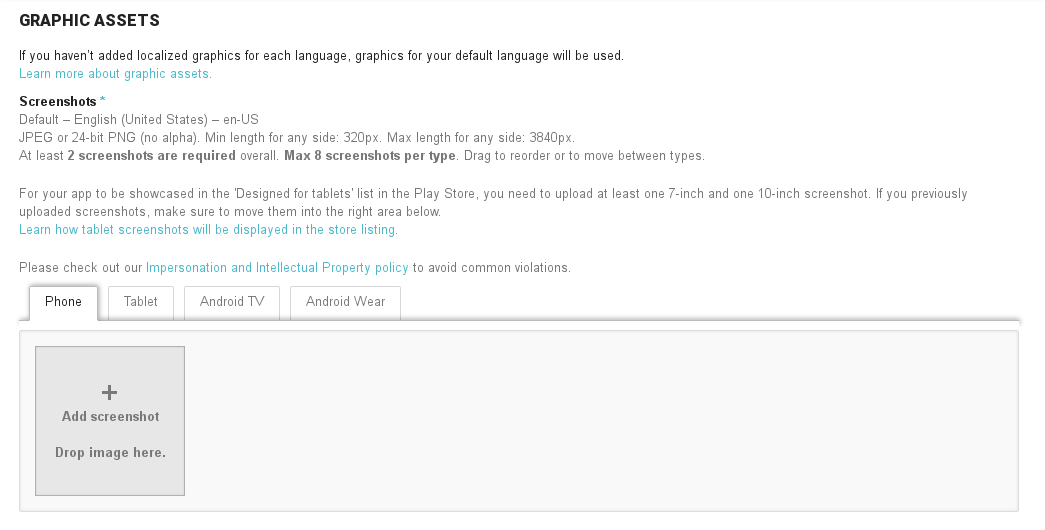 GRAPHIC ASSETS
If you haven't added localized graphics for each language, graphics for your default language will be used.
Learn more about graphic assets.
Screenshots *
Default – English (United States) – en-US
JPEG or 24-bit PNG (no alpha). Min length for any side: 320px. Max length for any side: 3840px.
At least 2 screenshots are required overall. Max 8 screenshots per type. Drag to reorder or to move between types.
For your app to be showcased in the 'Designed for tablets' list in the Play Store, you need to upload at least one 7-inch and one 10-inch screenshot. If you previously
uploaded screenshots, make sure to move them into the right area below.
Learn how tablet screenshots will be displayed in the store listing.
Please check out our Impersonation and Intellectual Property policy to avoid common violations.
Phone Tablet Android TV Android Wear
+
Add screenshot
Drop image here.